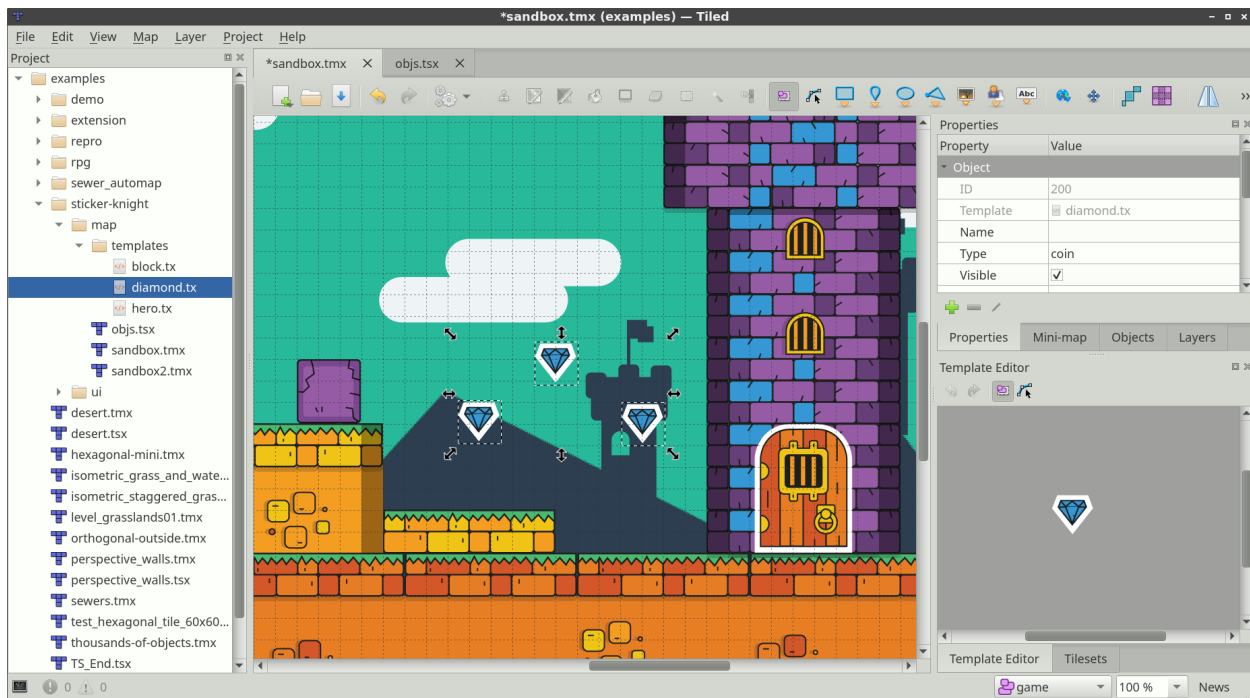 *sandbox.tmx (examples) — Tiled
File Edit View Map Layer Project Help
Project
examples
demo
extension
repro
rpg
sewer_automap
sticker-knight
map
templates
block.tx
diamond.tx
hero.tx
objs.tsx
sandbox.tmx
sandbox2.tmx
ui
desert.tmx
desert.tsx
hexagonal-mini.tmx
isometric_grass_and_wate...
isometric_staggered_gras...
level_grasslands01.tmx
orthogonal-outside.tmx
perspective_walls.tmx
perspective_walls.tsx
sewers.tmx
test_hexagonal_tile_60x60...
thousands-of-objects.tmx
TS_End.tsx
*sandbox.tmx objs.tsx
Abc
Properties
Property Value
Object
ID 200
Template diamond.tx
Name
Type coin
Visible
Properties Mini-map Objects Layers
Template Editor
Template Editor Tilesets
0 0
game 100 % News